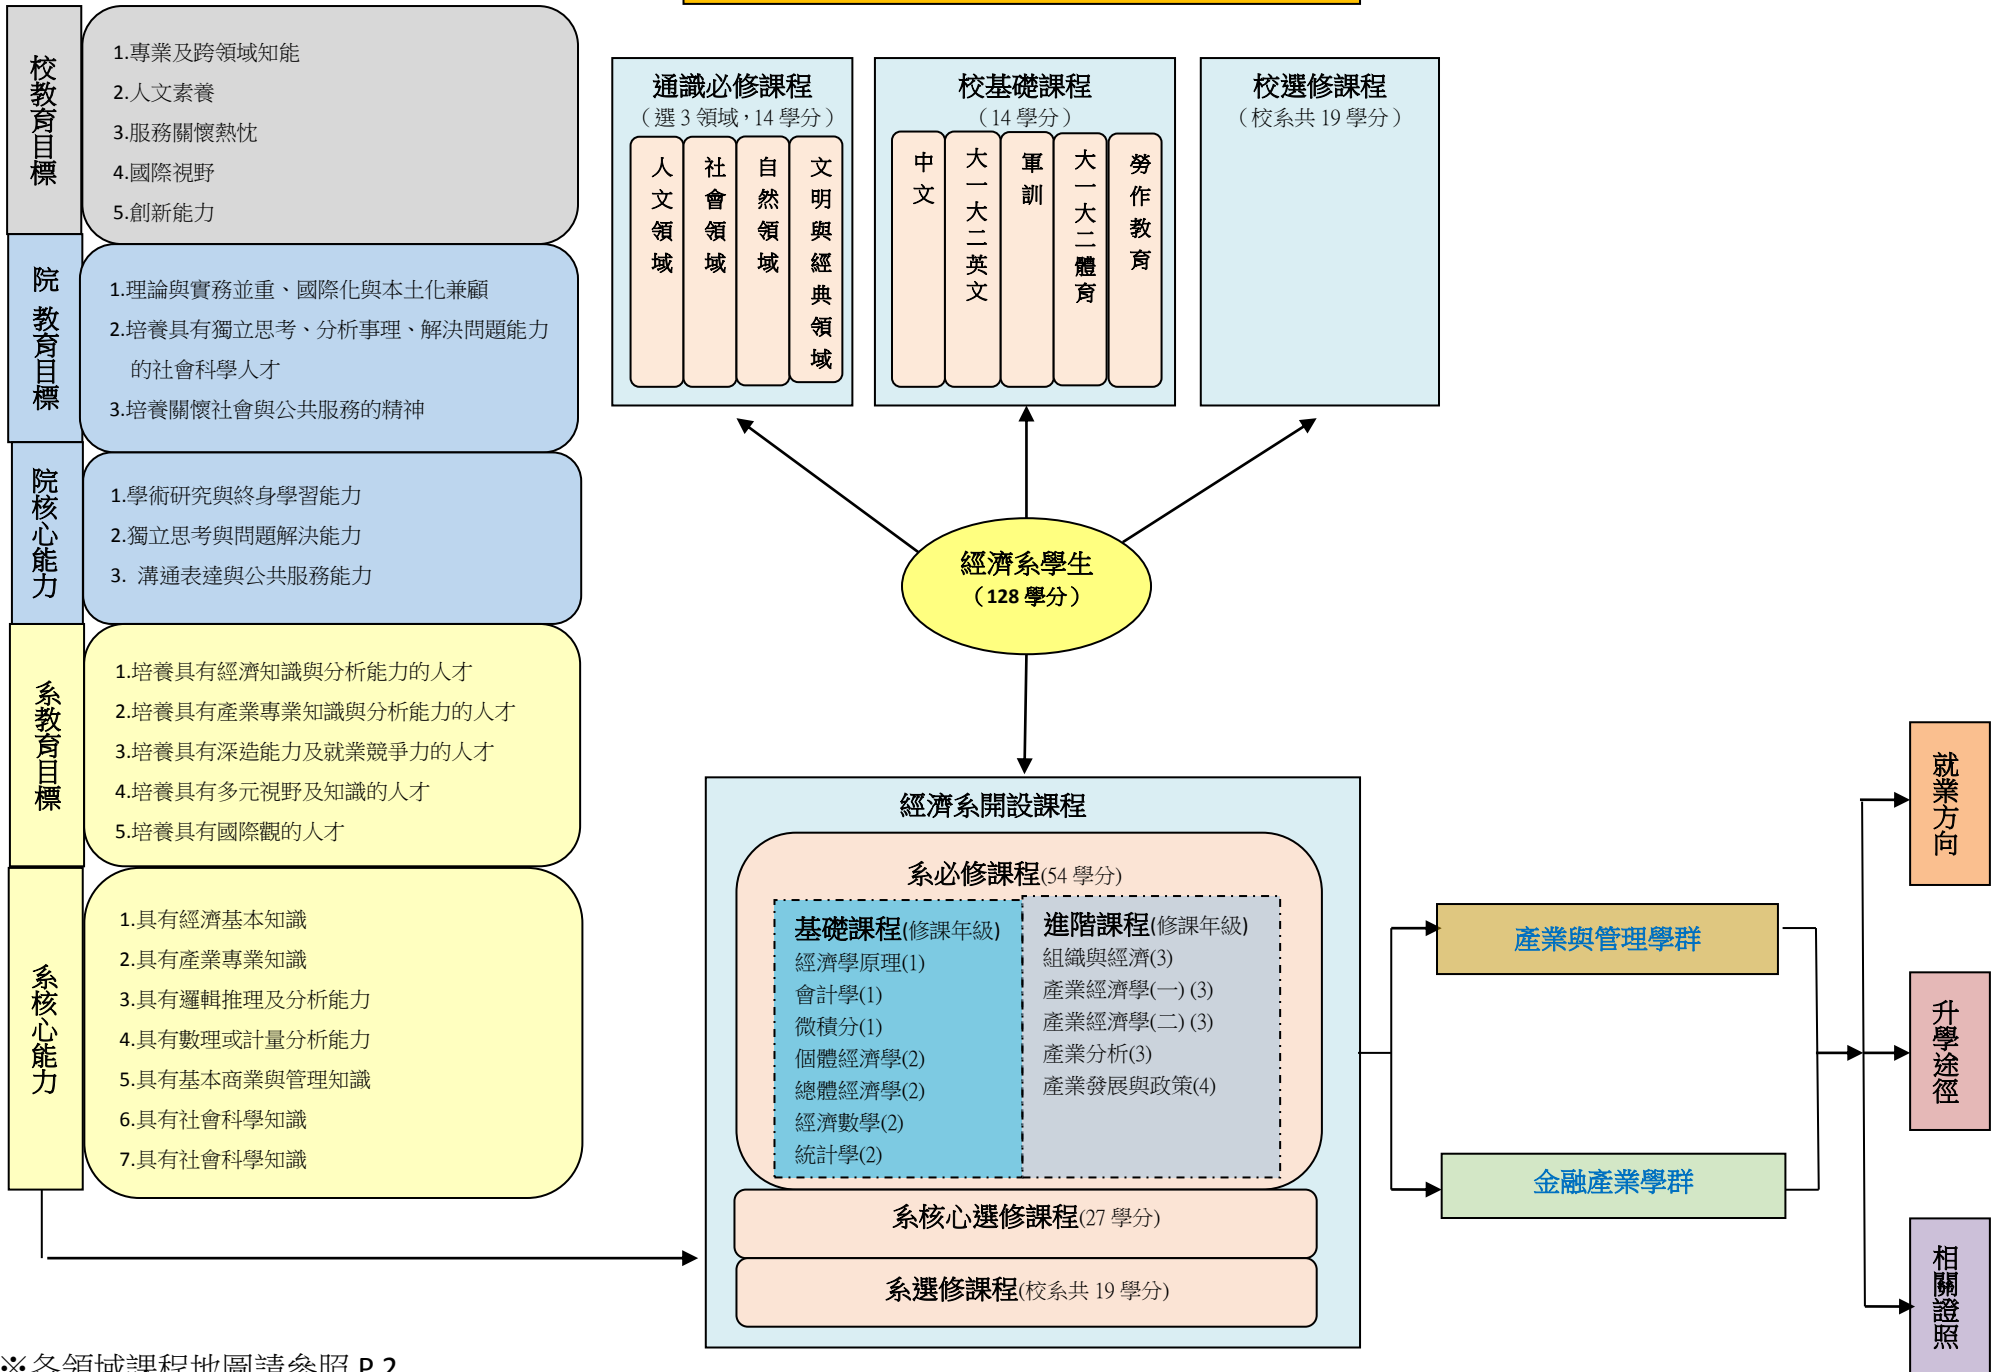 校教育目標
1.專業及跨領域知能
2.人文素養
3.服務關懷熱忱
4.國際視野
5.創新能力
院 教育目標
1.理論與實務並重、國際化與本土化兼顧
2.培養具有獨立思考、分析事理、解決問題能力
的社會科學人才
3.培養關懷社會與公共服務的精神
院核心能力
1.學術研究與終身學習能力
2.獨立思考與問題解決能力
3. 溝通表達與公共服務能力
系教育目標
1.培養具有經濟知識與分析能力的人才
2.培養具有產業專業知識與分析能力的人才
3.培養具有深造能力及就業競爭力的人才
4.培養具有多元視野及知識的人才
5.培養具有國際觀的人才
系核心能力
1.具有經濟基本知識
2.具有產業專業知識
3.具有邏輯推理及分析能力
4.具有數理或計量分析能力
5.具有基本商業與管理知識
6.具有社會科學知識
7.具有社會科學知識
通識必修課程
（選 3 領域，14 學分）
人文領域
社會領域
自然領域
文明與經典領域
校基礎課程
（14 學分）
中文
大一大二英文
軍訓
大一大二體育
勞作教育
校選修課程
（校系共 19 學分）
經濟系學生
（128 學分）
經濟系開設課程
系必修課程(54 學分)
基礎課程(修課年級)
經濟學原理(1)
會計學(1)
微積分(1)
個體經濟學(2)
總體經濟學(2)
經濟數學(2)
統計學(2)
進階課程(修課年級)
組織與經濟(3)
產業經濟學(一) (3)
產業經濟學(二) (3)
產業分析(3)
產業發展與政策(4)
系核心選修課程(27 學分)
系選修課程(校系共 19 學分)
產業與管理學群
金融產業學群
就業方向
升學途徑
相關證照
※各領域課程地圖請參照 P.2